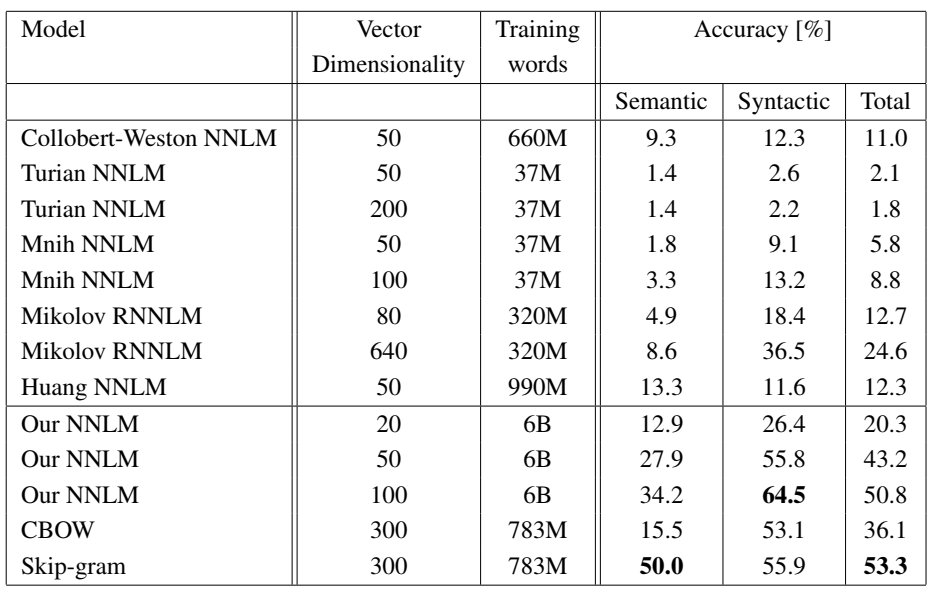 Model Vector Training Accuracy [%]
Dimensionality words
Semantic Syntactic Total
Collobert-Weston NNLM 50 660M 9.3 12.3 11.0
Turian NNLM 50 37M 1.4 2.6 2.1
Turian NNLM 200 37M 1.4 2.2 1.8
Mnih NNLM 50 37M 1.8 9.1 5.8
Mnih NNLM 100 37M 3.3 13.2 8.8
Mikolov RNNLM 80 320M 4.9 18.4 12.7
Mikolov RNNLM 640 320M 8.6 36.5 24.6
Huang NNLM 50 990M 13.3 11.6 12.3
Our NNLM 20 6B 12.9 26.4 20.3
Our NNLM 50 6B 27.9 55.8 43.2
Our NNLM 100 6B 34.2 64.5 50.8
CBOW 300 783M 15.5 53.1 36.1
Skip-gram 300 783M 50.0 55.9 53.3